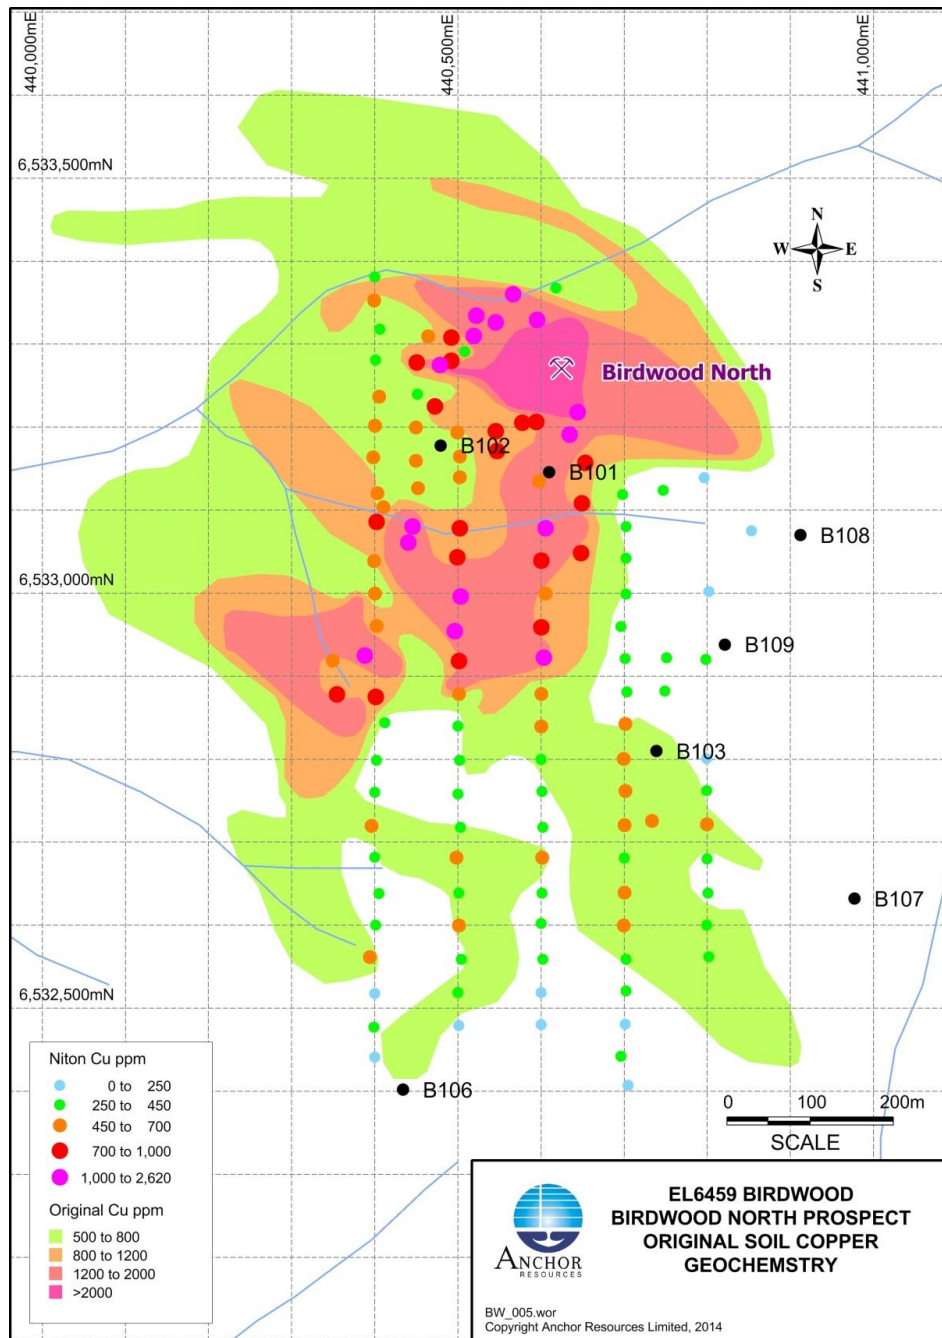 440,000mE
440,500mE
441,000mE
6,533,500mN
N
W E
S
Birdwood North
B102
B101
B108
6,533,000mN
B109
B103
B107
6,532,500mN
B106
Niton Cu ppm
0 to 250
250 to 450
450 to 700
700 to 1,000
1,000 to 2,620
Original Cu ppm
500 to 800
800 to 1200
1200 to 2000
>2000
0 100 200m
SCALE
ANCHOR
RESOURCES
EL6459 BIRDWOOD
BIRDWOOD NORTH PROSPECT
ORIGINAL SOIL COPPER
GEOCHEMSTRY
BW_005.wor
Copyright Anchor Resources Limited, 2014